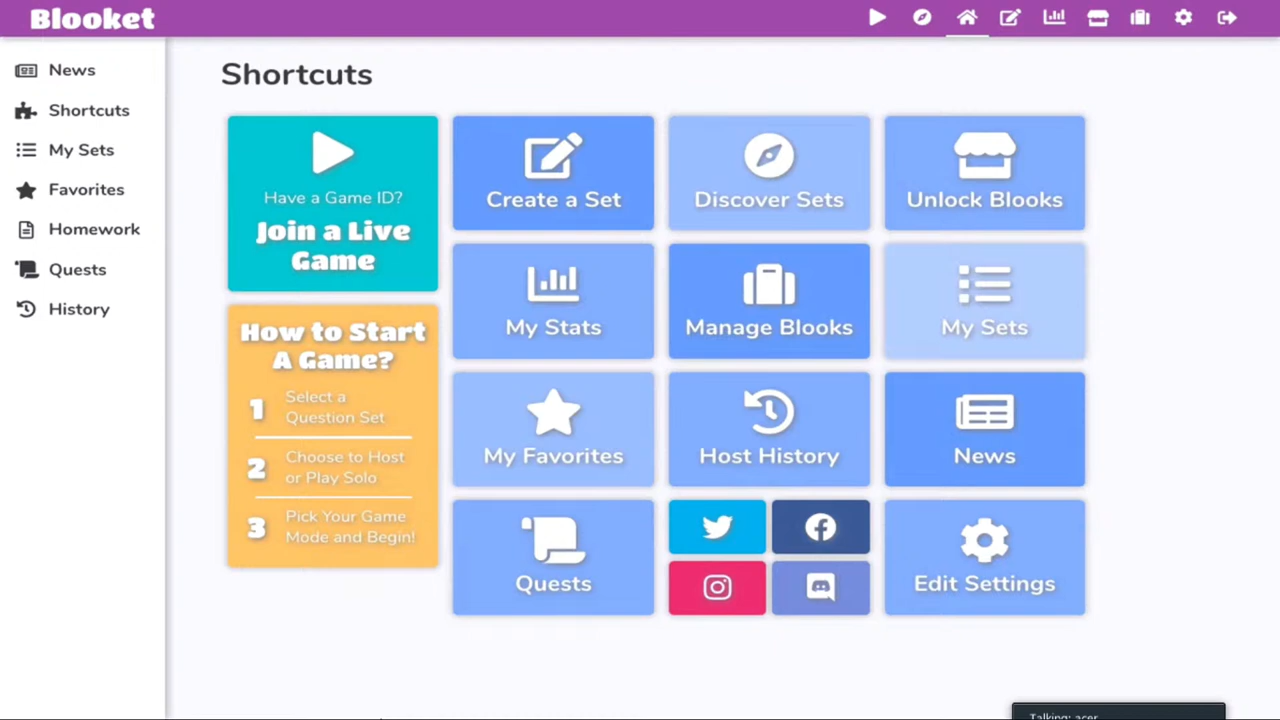 Blooket
News
Shortcuts
My Sets
Favorites
Homework
Quests
History
Shortcuts
Have a Game ID?
Join a Live
Game
How to Start
A Game?
1 Select a
Question Set
2 Choose to Host
or Play Solo
3 Pick Your Game
Mode and Begin!
Create a Set
Discover Sets
Unlock Blooks
My Stats
Manage Blooks
My Sets
My Favorites
Host History
News
Quests
Edit Settings
Talking: acer